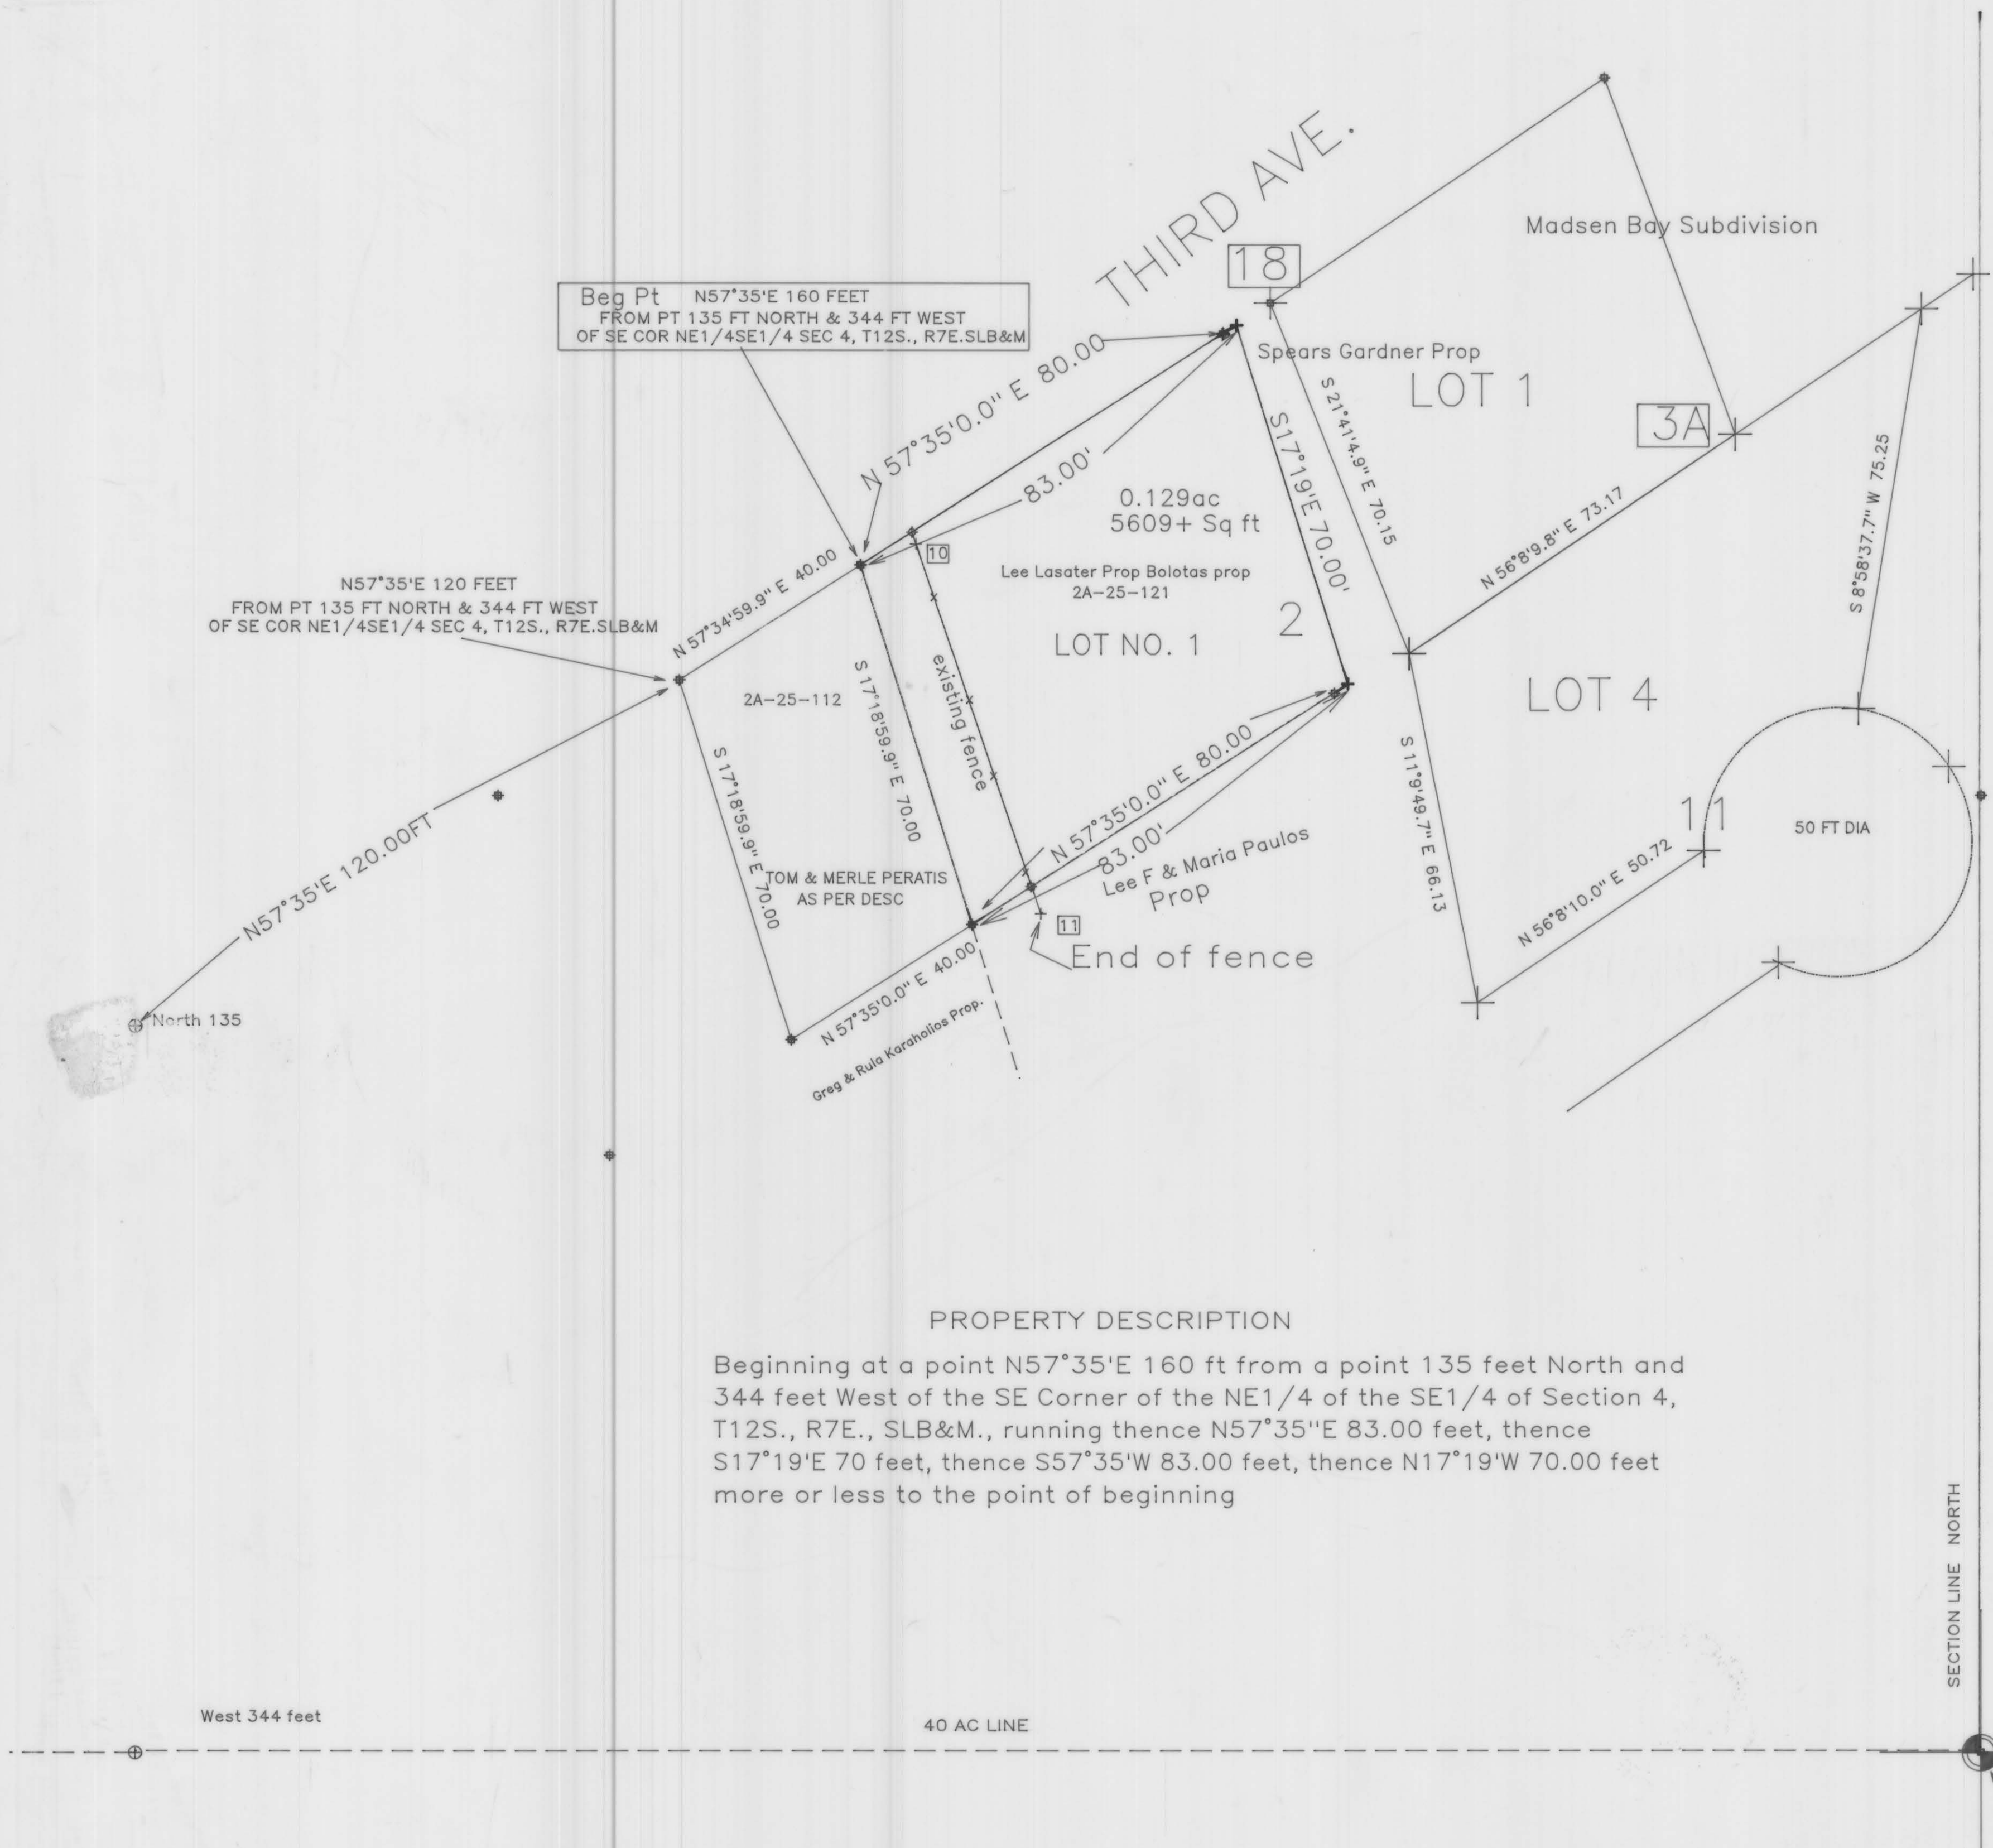 THIRD AVE.
Madsen Bay Subdivision
18
Beg Pt N57°35'E 160 FEET
FROM PT 135 FT NORTH & 344 FT WEST
OF SE COR NE1/4SE1/4 SEC 4, T12S., R7E.SLB&M
N 57°35'0.0" E 80.00
Spears Gardner Prop
LOT 1
S 21°41'4.9" E 70.15
3A
83.00'
S17°19'E 70.00'
0.129ac
5609+ Sq ft
S 8°58'37.7" W 75.25
N 56°8'9.8" E 73.17
10
N57°35'E 120 FEET
FROM PT 135 FT NORTH & 344 FT WEST
OF SE COR NE1/4SE1/4 SEC 4, T12S., R7E.SLB&M
N 57°34'59.9" E 40.00
Lee Lasater Prop Bolotas prop
2A-25-121
2
LOT NO. 1
2A-25-112
S 17°18'59.9" E 70.00
existing fence
LOT 4
S 17°18'59.9" E 70.00
N 57°35'0.0" E 80.00
83.00'
S 11°9'49.7" E 66.13
11
50 FT DIA
N57°35'E 120.00FT
TOM & MERLE PERATIS
AS PER DESC
Lee F & Maria Paulos
Prop
N 56°8'10.0" E 50.72
11
End of fence
N 57°35'0.0" E 40.00
Greg & Rula Karaholios Prop.
North 135
PROPERTY DESCRIPTION
Beginning at a point N57°35'E 160 ft from a point 135 feet North and
344 feet West of the SE Corner of the NE1/4 of the SE1/4 of Section 4,
T12S., R7E., SLB&M., running thence N57°35"E 83.00 feet, thence
S17°19'E 70 feet, thence S57°35'W 83.00 feet, thence N17°19'W 70.00 feet
more or less to the point of beginning
SECTION LINE NORTH
West 344 feet
40 AC LINE